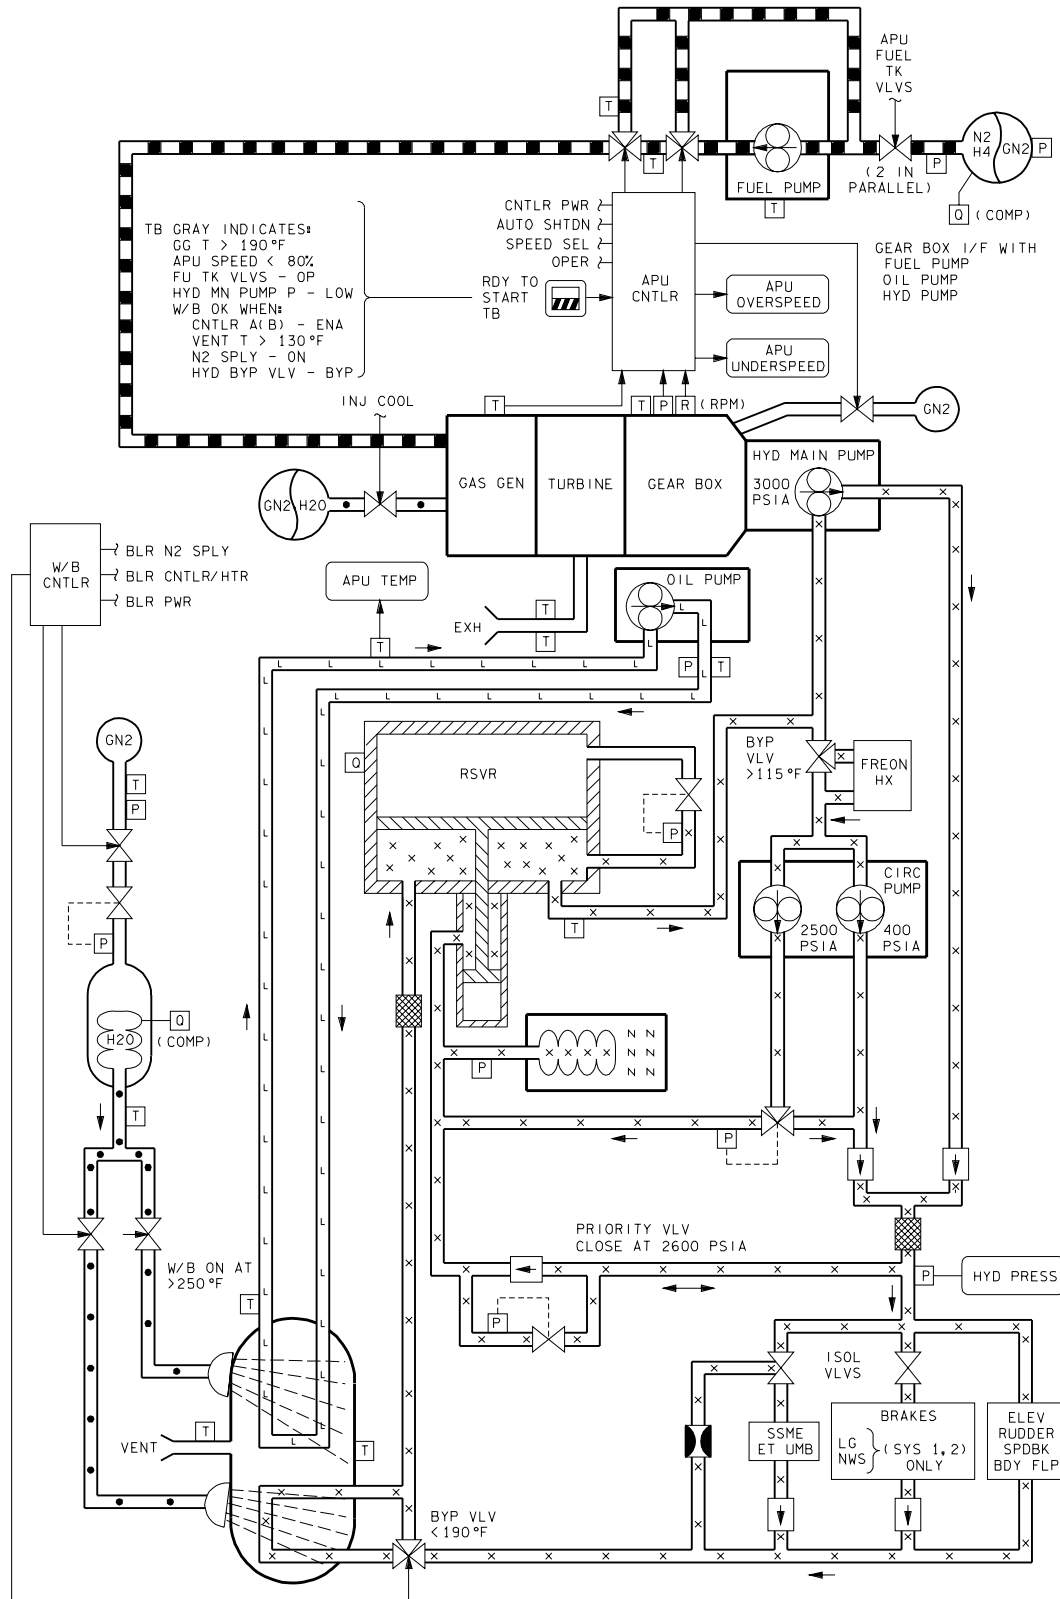 APU
FUEL
TK
VLVS
N2
H4
GN2
P
T
T
P
(2 IN
PARALLEL)
FUEL PUMP
T
Q
(COMP)
CNTLR PWR
AUTO SHTDN
SPEED SEL
OPER
TB GRAY INDICATES:
GG T > 190°F
APU SPEED < 80%
FU TK VLVS - OP
HYD MN PUMP P - LOW
W/B OK WHEN:
CNTLR A(B) - ENA
VENT T > 130°F
N2 SPLY - ON
HYD BYP VLV - BYP
RDY TO
START
TB
APU
CNTLR
GEAR BOX I/F WITH
FUEL PUMP
OIL PUMP
HYD PUMP
APU
OVERSPEED
APU
UNDERSPEED
INJ COOL
T
T
P
R
(RPM)
GN2
GN2
H2O
GAS GEN
TURBINE
GEAR BOX
HYD MAIN PUMP
3000
PSIA
W/B
CNTLR
BLR N2 SPLY
BLR CNTLR/HTR
BLR PWR
APU TEMP
T
EXH
T
T
OIL PUMP
P
T
L L L L L L L
GN2
T
P
Q
RSVR
P
T
BYP
VLV
>115°F
FREON
HX
CIRC
PUMP
2500
PSIA
400
PSIA
P
H2O
Q
(COMP)
T
P
N N
N N
N N
P
PRIORITY VLV
CLOSE AT 2600 PSIA
P
P
HYD PRESS
W/B ON AT
>250°F
T
ISOL
VLVS
VENT
T
T
SSME
ET UMB
BRAKES
LG
NWS
(SYS 1,2)
ONLY
ELEV
RUDDER
SPDBK
BDY FLP
BYP VLV
<190°F